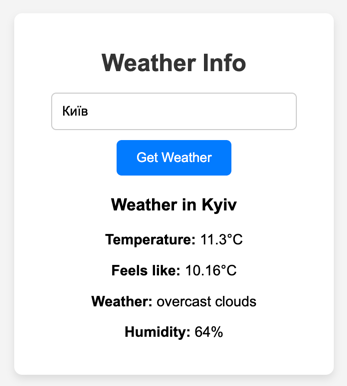 Weather Info
Київ
Get Weather
Weather in Kyiv
Temperature: 11.3°C
Feels like: 10.16°C
Weather: overcast clouds
Humidity: 64%